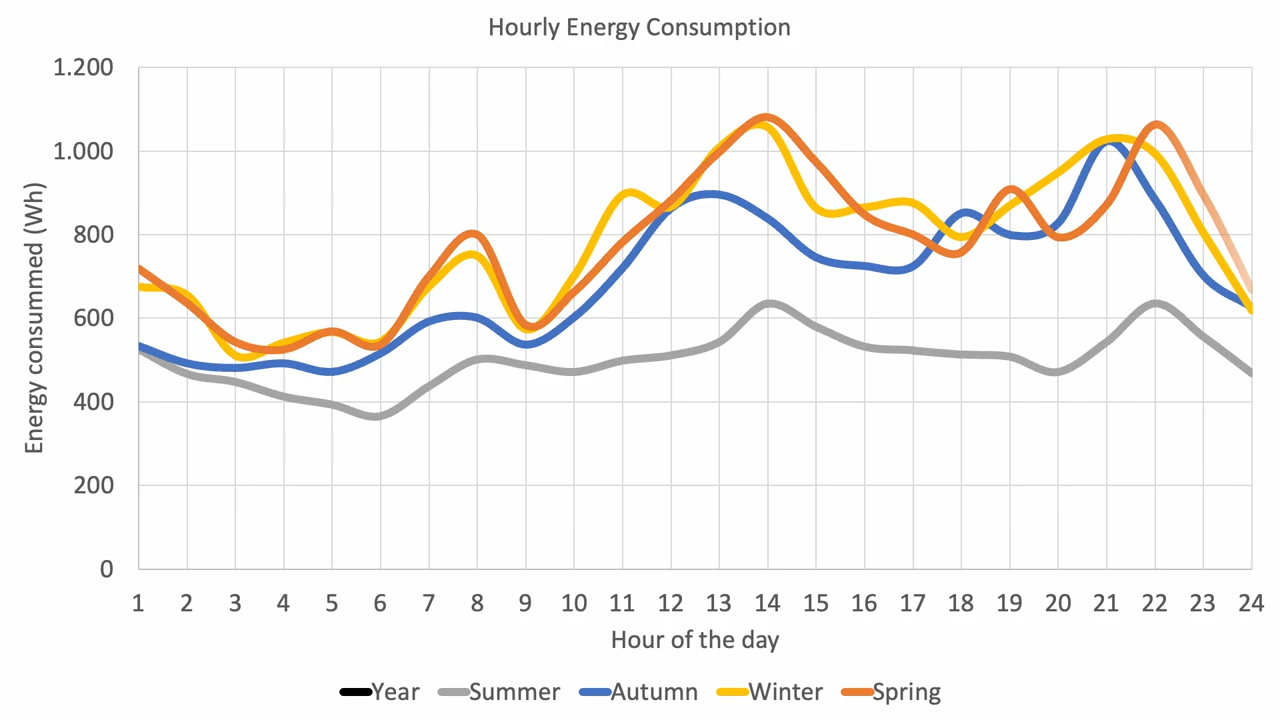 Hourly Energy Consumption
Energy consummed (Wh)
1.200
1.000
800
600
400
200
0
1 2 3 4 5 6 7 8 9 10 11 12 13 14 15 16 17 18 19 20 21 22 23 24
Hour of the day
Year Summer Autumn Winter Spring